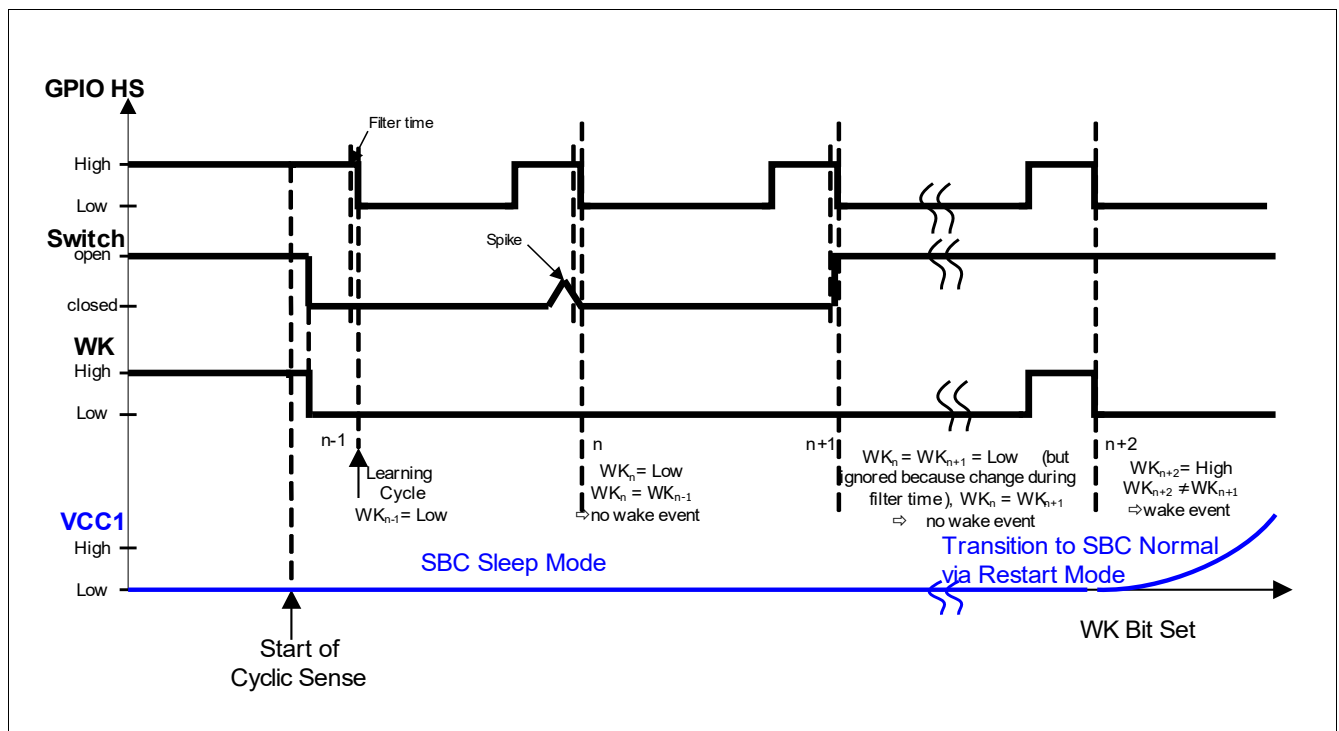 GPIO HS
Filter time
High
Low
Switch
open
Spike
closed
WK
High
Low
n-1
n
n+1
n+2
Learning
Cycle
WKn-1= Low
WKn = Low
WKn = WKn-1
⇨no wake event
WKn = WKn+1 = Low (but
ignored because change during
filter time), WKn = WKn+1
⇨ no wake event
WKn+2= High
WKn+2 ≠WKn+1
⇨wake event
VCC1
High
Low
SBC Sleep Mode
Transition to SBC Normal
via Restart Mode
Start of
Cyclic Sense
WK Bit Set